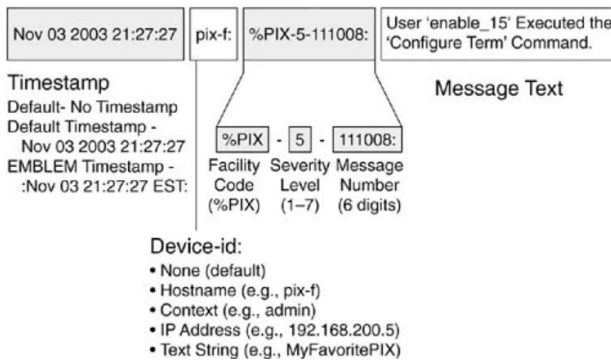 Nov 03 2003 21:27:27
pix-f:
%PIX-5-111008:
User 'enable_15' Executed the
'Configure Term' Command.
Timestamp
Default- No Timestamp
Default Timestamp -
Nov 03 2003 21:27:27
EMBLEM Timestamp -
:Nov 03 21:27:27 EST:
Message Text
%PIX - 5 - 111008:
Facility Severity Message
Code Level Number
(%PIX) (1–7) (6 digits)
Device-id:
• None (default)
• Hostname (e.g., pix-f)
• Context (e.g., admin)
• IP Address (e.g., 192.168.200.5)
• Text String (e.g., MyFavoritePIX)